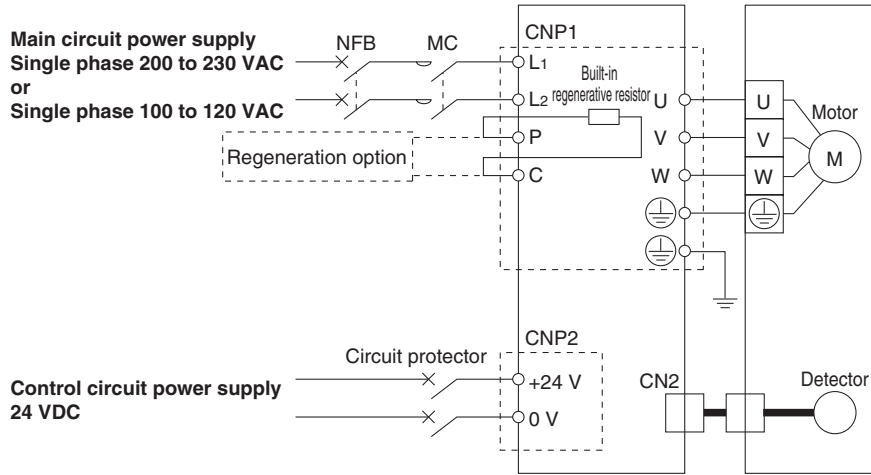 Main circuit power supply
Single phase 200 to 230 VAC
or
Single phase 100 to 120 VAC
NFB
MC
CNP1
L1
L2
P
C
Built-in
regenerative resistor
Regeneration option
U
V
W
U
V
W
Motor
M
CNP2
Circuit protector
+24 V
0 V
Control circuit power supply
24 VDC
CN2
Detector